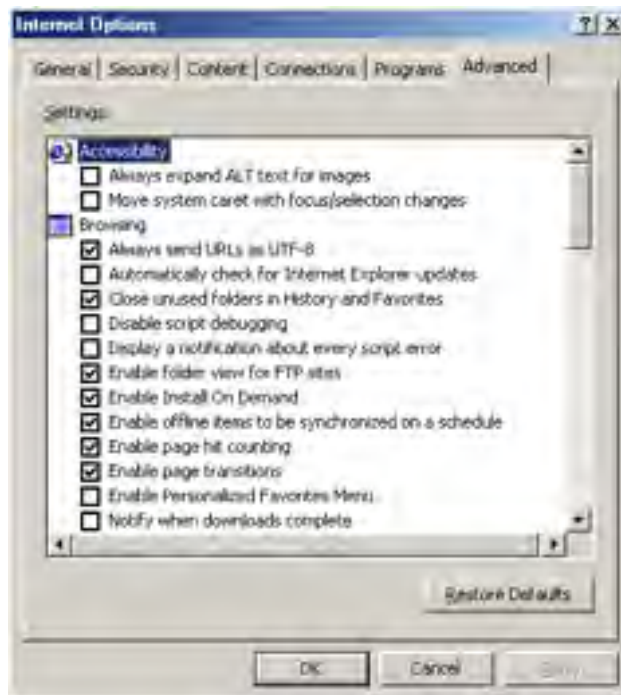 Internet Options
General Security Content Connections Programs Advanced
Settings:
Accessibility
Always expand ALT text for images
Move system caret with focus/selection changes
Browsing
Always send URLs as UTF-8
Automatically check for Internet Explorer updates
Close unused folders in History and Favorites
Disable script debugging
Display a notification about every script error
Enable folder view for FTP sites
Enable Install On Demand
Enable offline items to be synchronized on a schedule
Enable page hit counting
Enable page transitions
Enable Personalized Favorites Menu
Notify when downloads complete
Restore Defaults
OK Cancel Apply